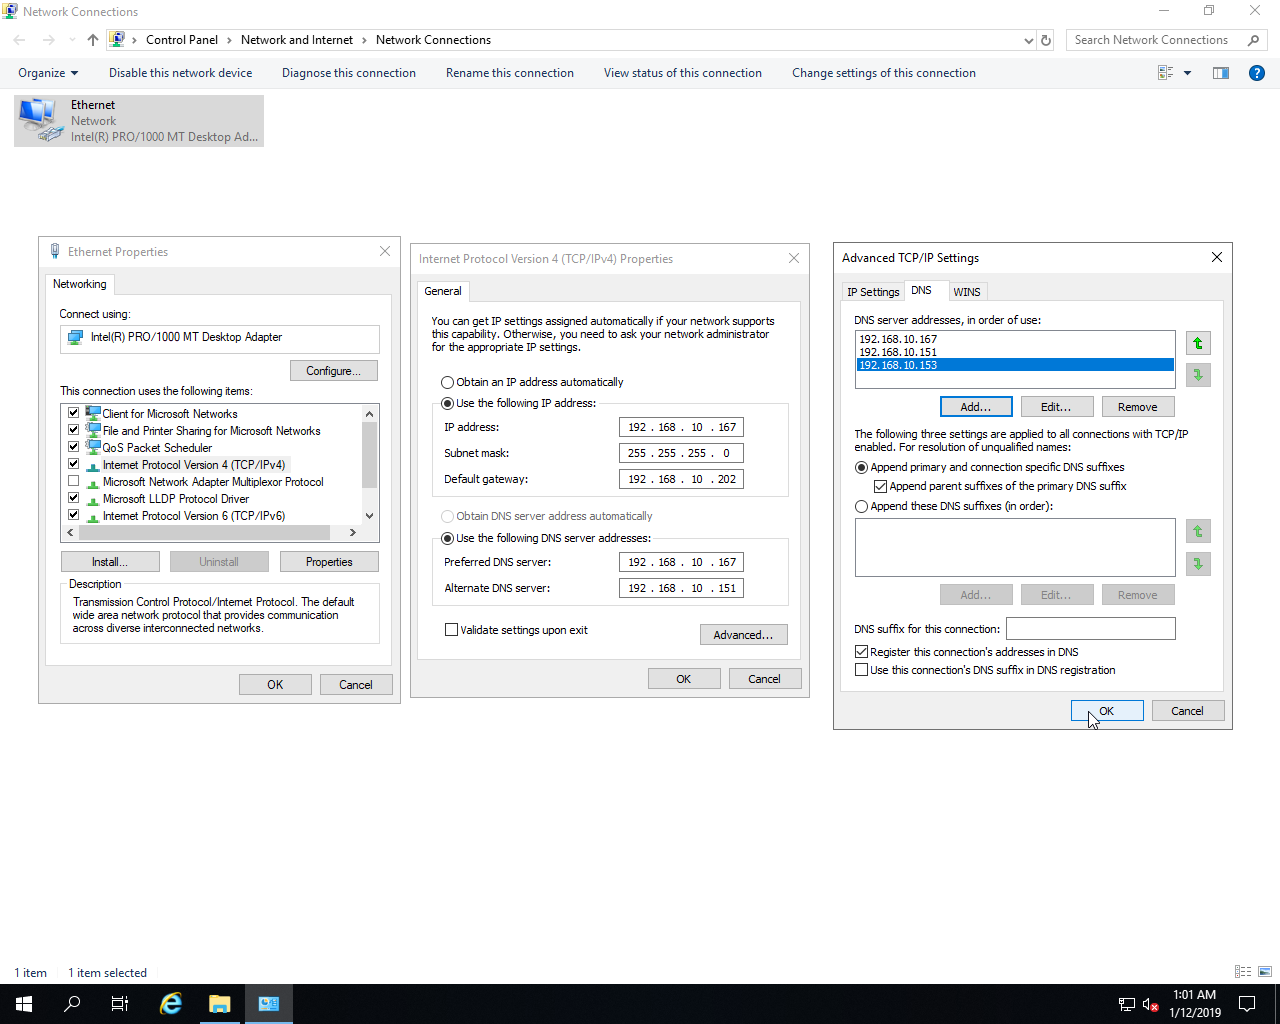 Network Connections
Control Panel
Network and Internet
Network Connections
Search Network Connections
Organize
Disable this network device
Diagnose this connection
Rename this connection
View status of this connection
Change settings of this connection
Ethernet
Network
Intel(R) PRO/1000 MT Desktop Ad...
Ethernet Properties
Networking
Connect using:
Intel(R) PRO/1000 MT Desktop Adapter
Configure...
This connection uses the following items:
Client for Microsoft Networks
File and Printer Sharing for Microsoft Networks
QoS Packet Scheduler
Internet Protocol Version 4 (TCP/IPv4)
Microsoft Network Adapter Multiplexor Protocol
Microsoft LLDP Protocol Driver
Internet Protocol Version 6 (TCP/IPv6)
Install...
Uninstall
Properties
Description
Transmission Control Protocol/Internet Protocol. The default
wide area network protocol that provides communication
across diverse interconnected networks.
OK
Cancel
Internet Protocol Version 4 (TCP/IPv4) Properties
General
You can get IP settings assigned automatically if your network supports
this capability. Otherwise, you need to ask your network administrator
for the appropriate IP settings.
Obtain an IP address automatically
Use the following IP address:
IP address:
192 . 168 . 10 . 167
Subnet mask:
255 . 255 . 255 . 0
Default gateway:
192 . 168 . 10 . 202
Obtain DNS server address automatically
Use the following DNS server addresses:
Preferred DNS server:
192 . 168 . 10 . 167
Alternate DNS server:
192 . 168 . 10 . 151
Validate settings upon exit
Advanced...
OK
Cancel
Advanced TCP/IP Settings
IP Settings
DNS
WINS
DNS server addresses, in order of use:
192.168.10.167
192.168.10.151
192.168.10.153
Add...
Edit...
Remove
The following three settings are applied to all connections with TCP/IP
enabled. For resolution of unqualified names:
Append primary and connection specific DNS suffixes
Append parent suffixes of the primary DNS suffix
Append these DNS suffixes (in order):
Add...
Edit...
Remove
DNS suffix for this connection:
Register this connection's addresses in DNS
Use this connection's DNS suffix in DNS registration
OK
Cancel
1 item
1 item selected
1:01 AM
1/12/2019